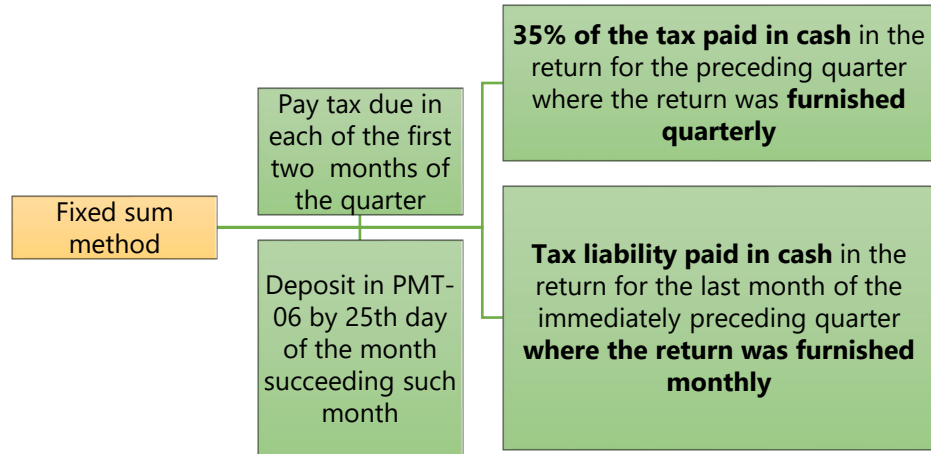 Fixed sum
method
Pay tax due in
each of the first
two months of
the quarter
Deposit in PMT-
06 by 25th day
of the month
succeeding such
month
35% of the tax paid in cash in the
return for the preceding quarter
where the return was furnished
quarterly
Tax liability paid in cash in the
return for the last month of the
immediately preceding quarter
where the return was furnished
monthly